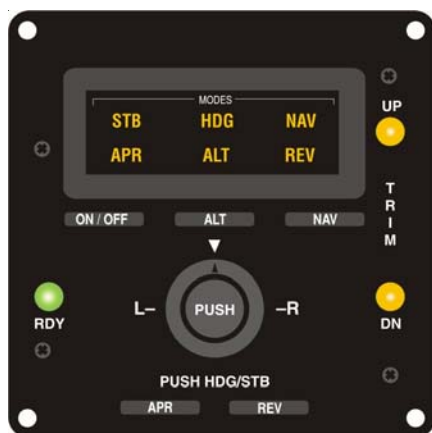 MODES
STB HDG NAV
APR ALT REV
UP
TRIM
ON / OFF ALT NAV
L– PUSH –R
RDY
DN
PUSH HDG/STB
APR REV